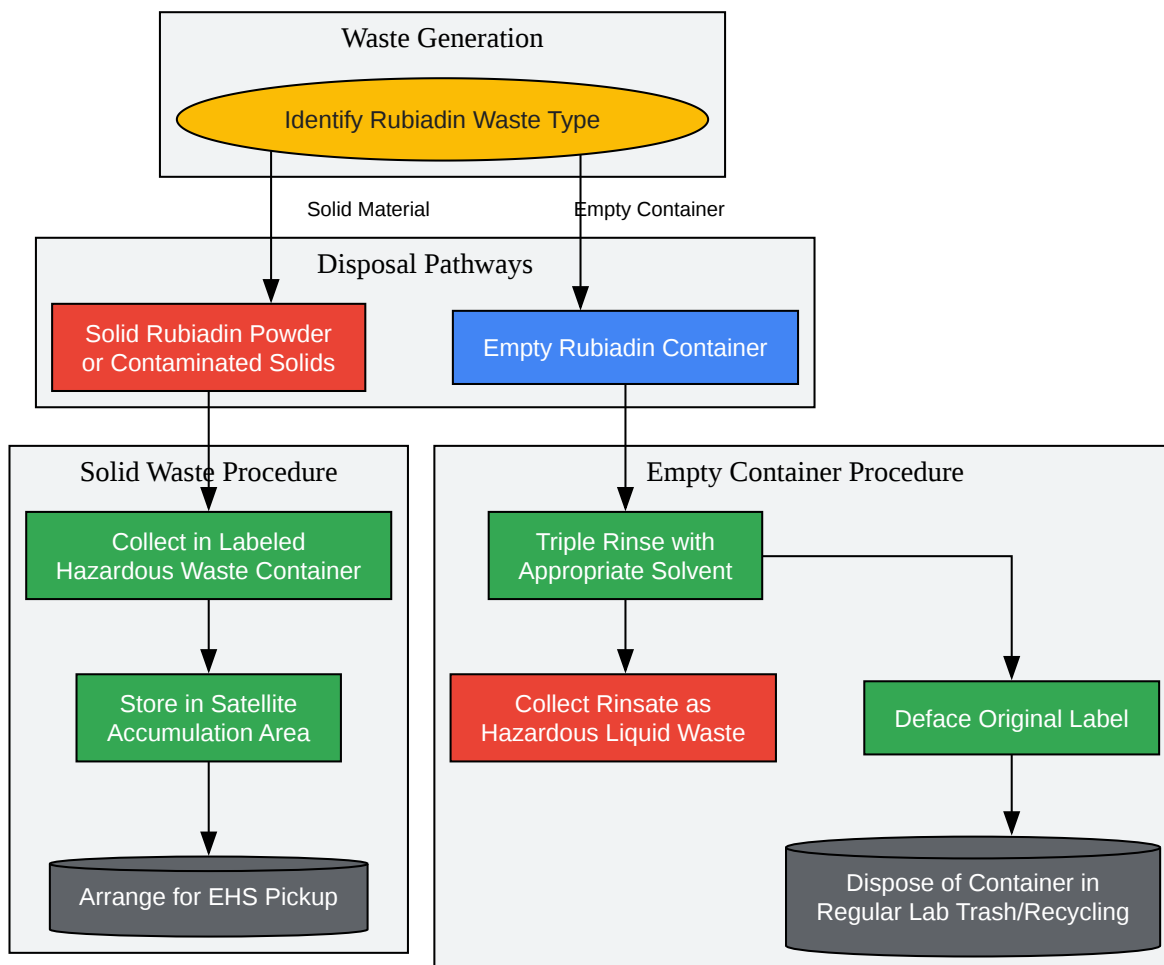 Waste Generation
Identify Rubiadin Waste Type
Solid Material
Empty Container
Disposal Pathways
Solid Rubiadin Powder
or Contaminated Solids
Empty Rubiadin Container
Solid Waste Procedure
Collect in Labeled
Hazardous Waste Container
Store in Satellite
Accumulation Area
Arrange for EHS Pickup
Empty Container Procedure
Triple Rinse with
Appropriate Solvent
Collect Rinsate as
Hazardous Liquid Waste
Deface Original Label
Dispose of Container in
Regular Lab Trash/Recycling